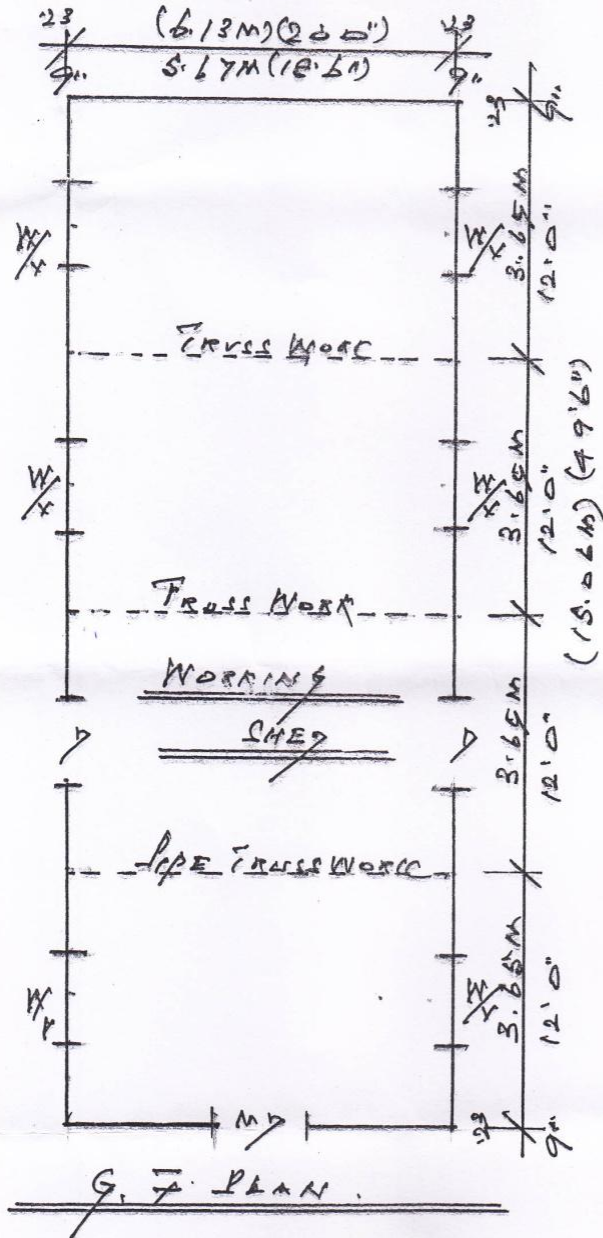 .23 (6.13M)(20'0") .23
9" 5.67M(18'.6") 9"
.23 9"
W/x W/x 3.65M 12'0"
TRUSS WORK
(15.06M) (49'6")
W/x W/x 3.65M 12'0"
TRUSS WORK
WORKING
SHED
D D 3.65M 12'0"
PIPE TRUSS WORK
W/x W/x 3.65M 12'0"
MD .23 9"
G. F. PLAN.